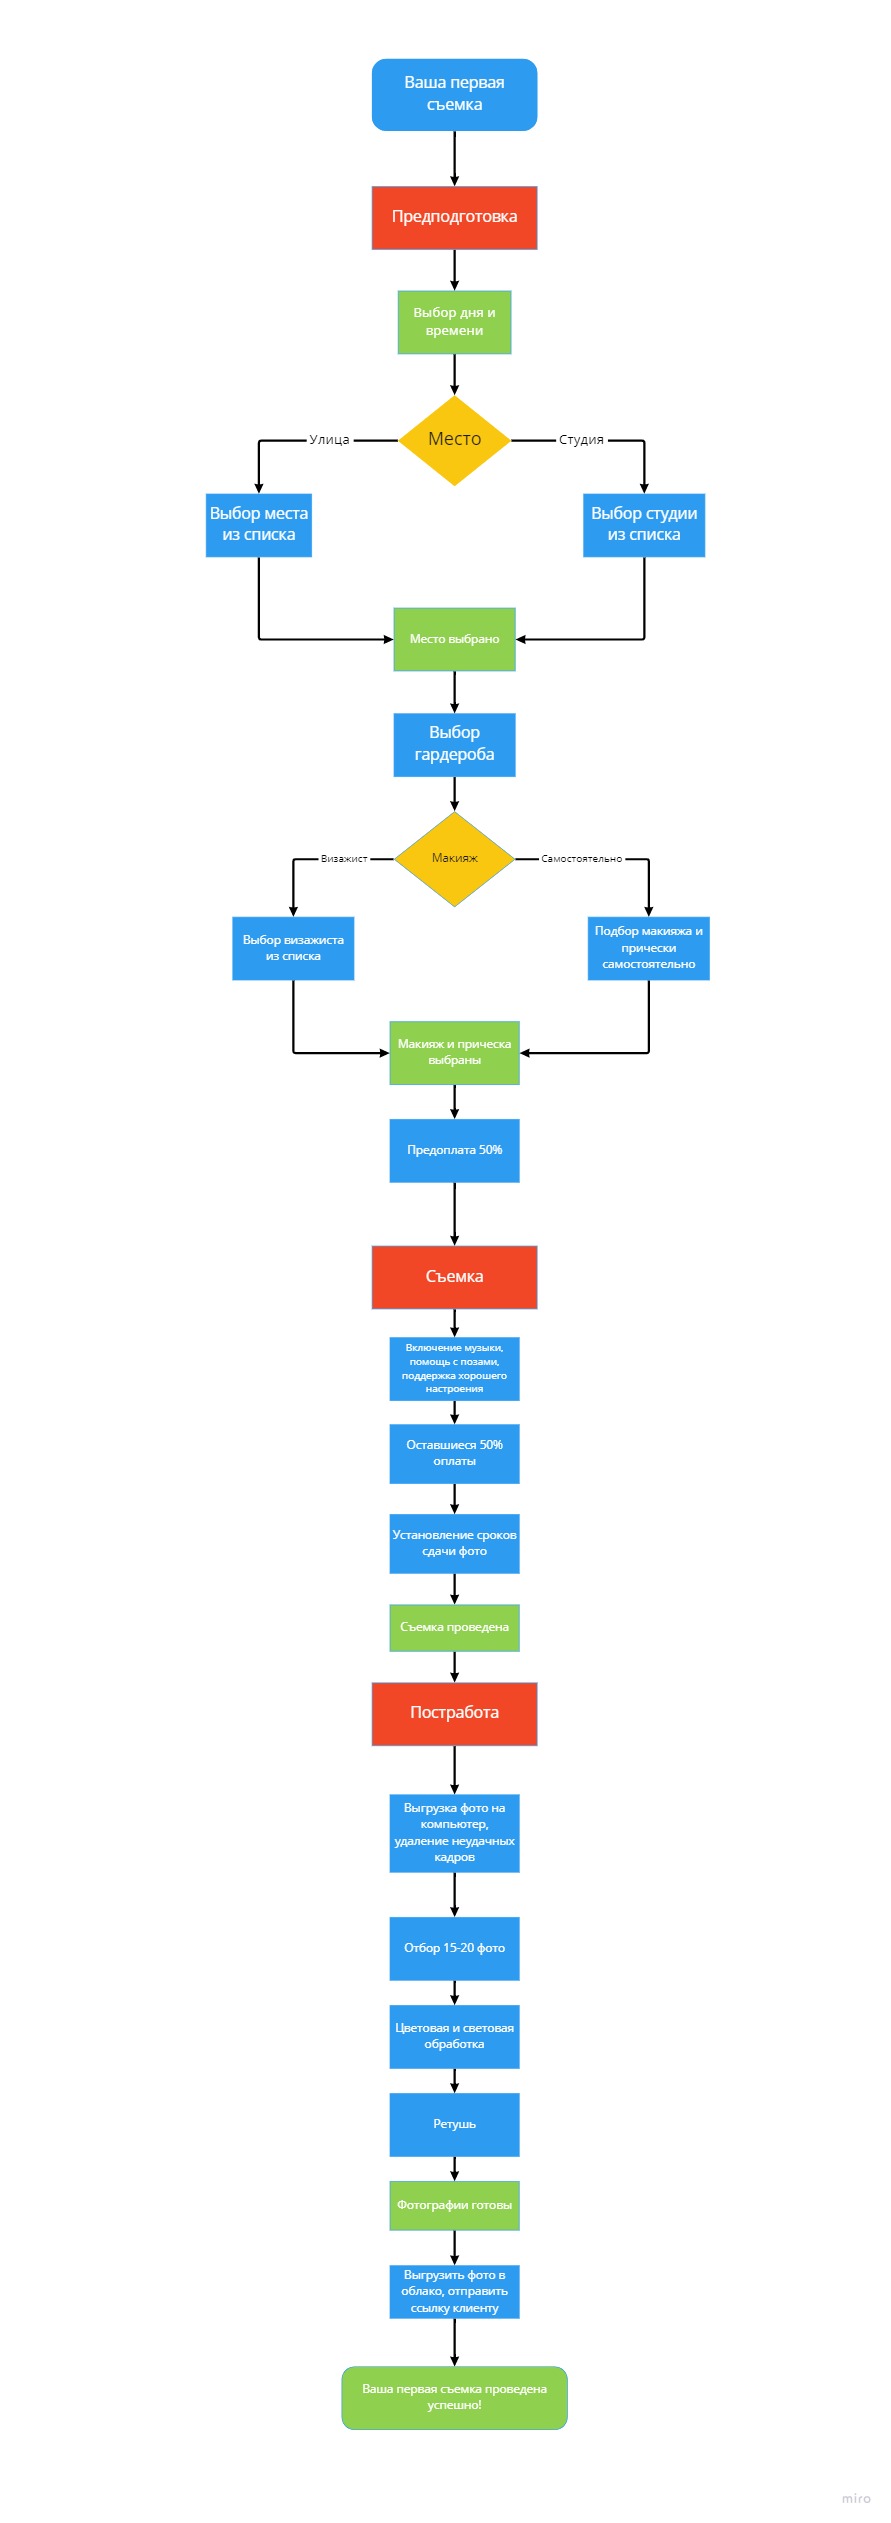 Ваша первая
съемка
Предподготовка
Выбор дня и
времени
Место
Улица
Студия
Выбор места
из списка
Выбор студии
из списка
Место выбрано
Выбор
гардероба
Макияж
Визажист
Самостоятельно
Выбор визажиста
из списка
Подбор макияжа и
прически
самостоятельно
Макияж и прическа
выбраны
Предоплата 50%
Съемка
Включение музыки,
помощь с позами,
поддержка хорошего
настроения
Оставшиеся 50%
оплаты
Установление сроков
сдачи фото
Съемка проведена
Постробота
Выгрузка фото на
компьютер,
удаление неудачных
кадров
Отбор 15-20 фото
Цветовая и световая
обработка
Ретушь
Фотографии готовы
Выгрузить фото в
облако, отправить
ссылку клиенту
Ваша первая съемка проведена
успешно!
miro